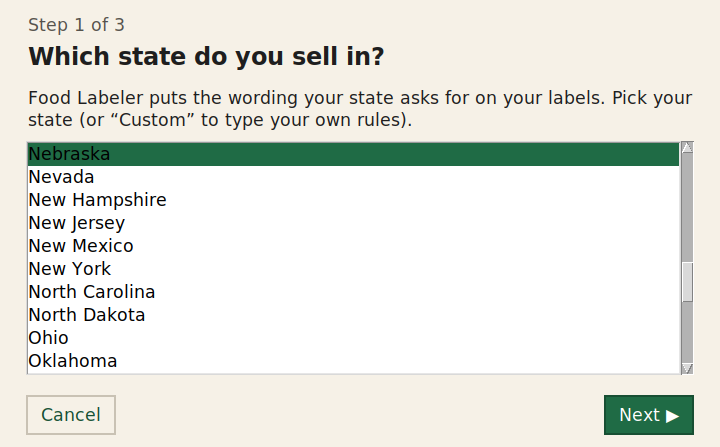 Step 1 of 3
Which state do you sell in?
Food Labeler puts the wording your state asks for on your labels. Pick your
state (or “Custom” to type your own rules).
Nebraska
Nevada
New Hampshire
New Jersey
New Mexico
New York
North Carolina
North Dakota
Ohio
Oklahoma
Cancel
Next ▶